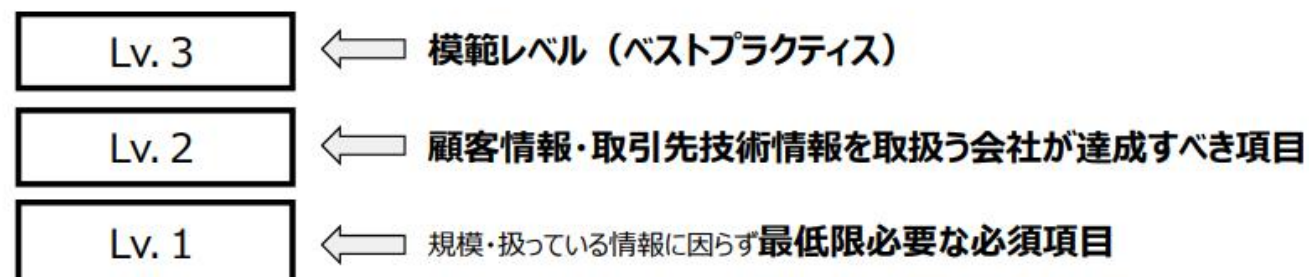 Lv. 3 模範レベル（ベストプラクティス）
Lv. 2 顧客情報・取引先技術情報を取扱う会社が達成すべき項目
Lv. 1 規模・扱っている情報に因らず最低限必要な必須項目